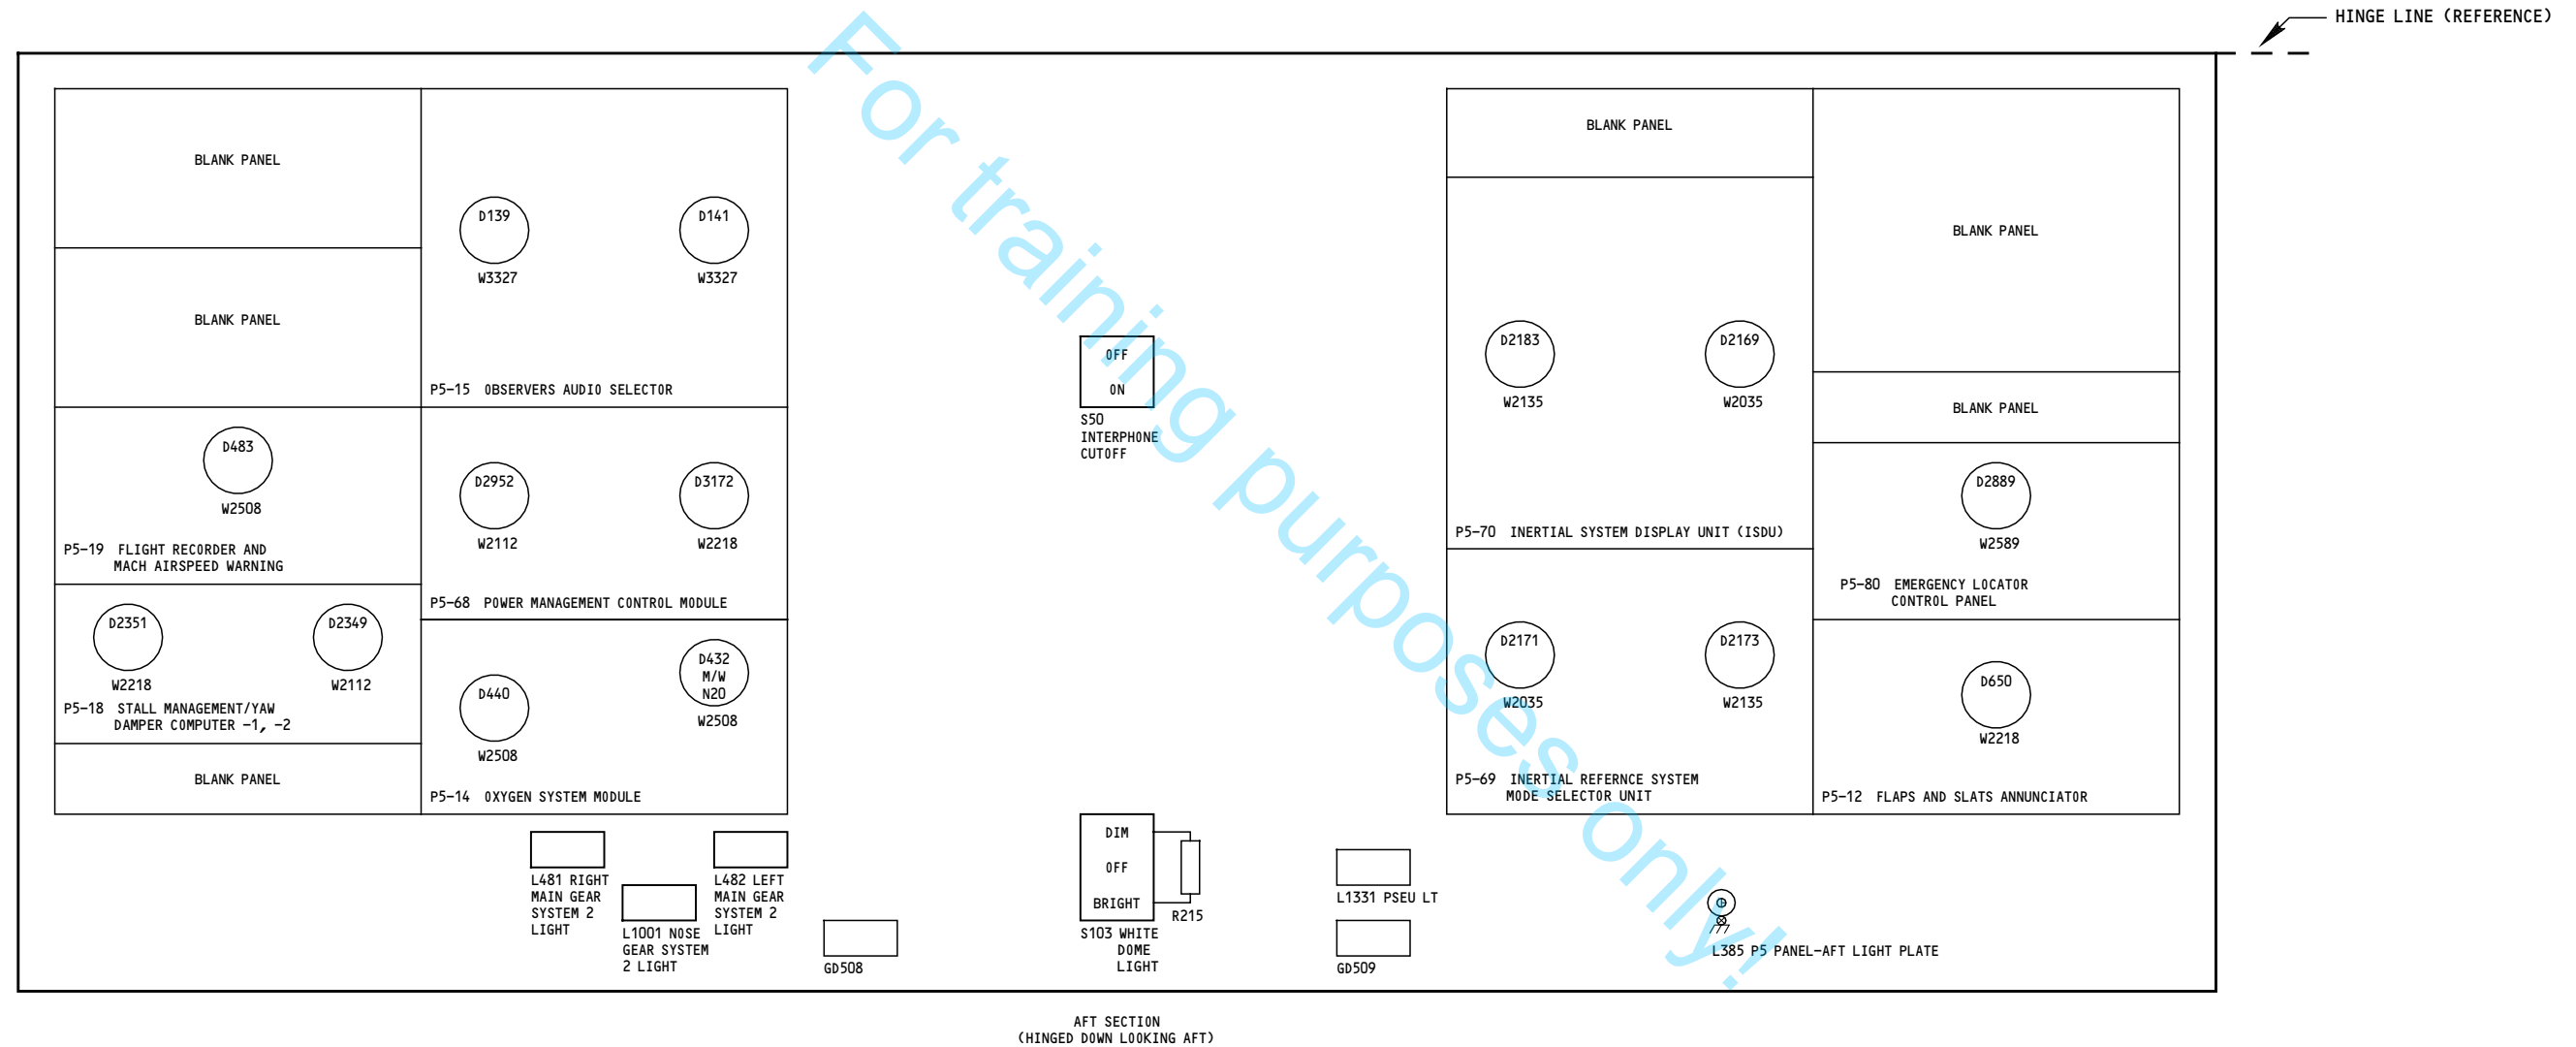 HINGE LINE (REFERENCE)
BLANK PANEL
BLANK PANEL
D483
W2508
P5-19 FLIGHT RECORDER AND
MACH AIRSPEED WARNING
D2351
W2218
D2349
W2112
P5-18 STALL MANAGEMENT/YAW
DAMPER COMPUTER -1, -2
BLANK PANEL
D139
W3327
D141
W3327
P5-15 OBSERVERS AUDIO SELECTOR
D2952
W2112
D3172
W2218
P5-68 POWER MANAGEMENT CONTROL MODULE
D440
W2508
D432
M/W
N20
W2508
P5-14 OXYGEN SYSTEM MODULE
L481 RIGHT
MAIN GEAR
SYSTEM 2
LIGHT
L1001 NOSE
GEAR SYSTEM
2 LIGHT
L482 LEFT
MAIN GEAR
SYSTEM 2
LIGHT
GD508
OFF
ON
S50
INTERPHONE
CUTOFF
DIM
OFF
BRIGHT
R215
S103 WHITE
DOME
LIGHT
L1331 PSEU LT
GD509
BLANK PANEL
D2183
W2135
D2169
W2035
P5-70 INERTIAL SYSTEM DISPLAY UNIT (ISDU)
D2171
W2035
D2173
W2135
P5-69 INERTIAL REFERNCE SYSTEM
MODE SELECTOR UNIT
BLANK PANEL
BLANK PANEL
D2889
W2589
P5-80 EMERGENCY LOCATOR
CONTROL PANEL
D650
W2218
P5-12 FLAPS AND SLATS ANNUNCIATOR
L385 P5 PANEL-AFT LIGHT PLATE
AFT SECTION
(HINGED DOWN LOOKING AFT)
For training purposes only!